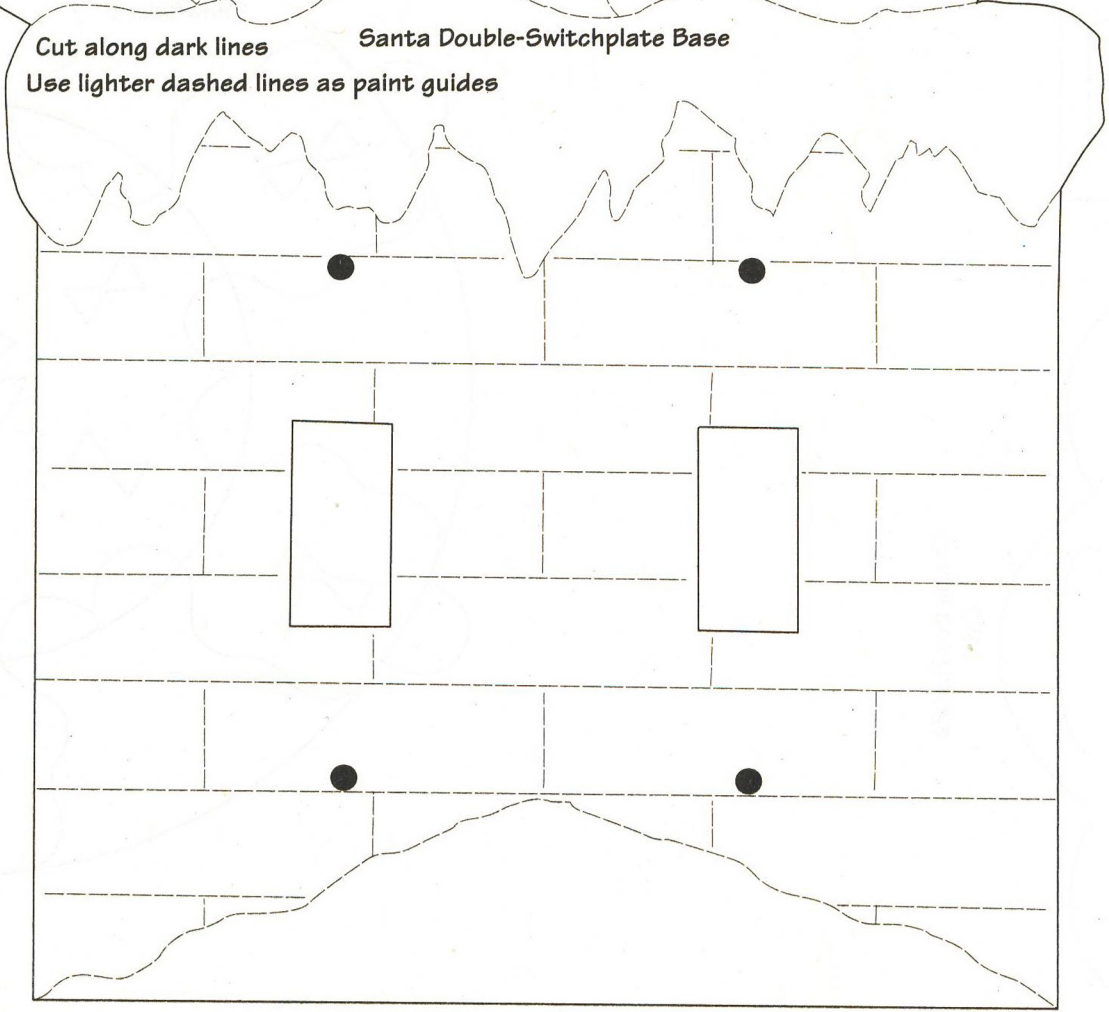 Santa Double-Switchplate Base
Cut along dark lines
Use lighter dashed lines as paint guides